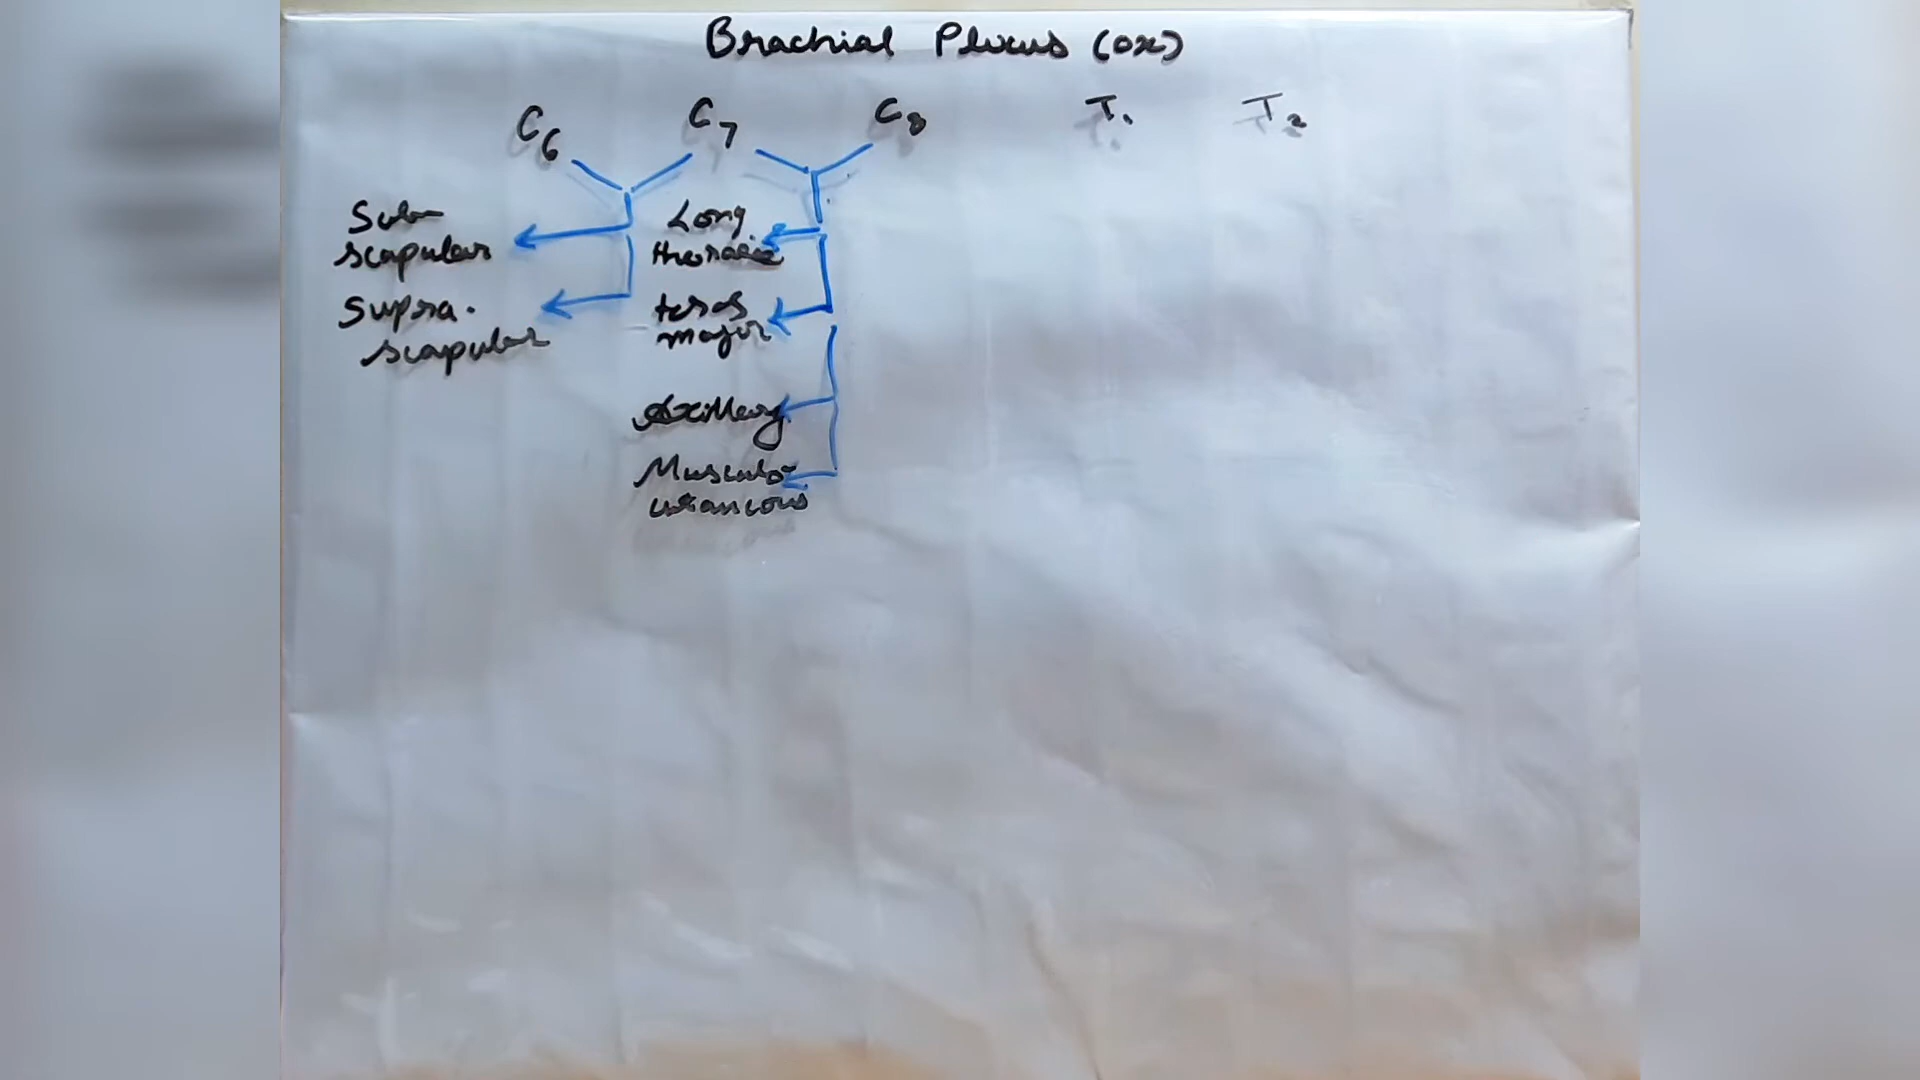 Brachial Plexus (ox)
C6 C7 C8 T1 T2
Sub-
scapular
Supra-
scapular
Long
thoracic
teres
major
Axillary
Musculo-
cutaneous